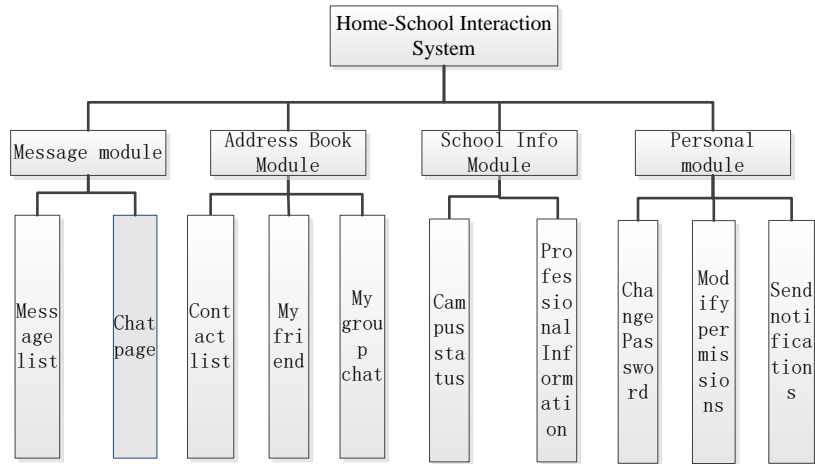 Home-School Interaction
System
Message module
Address Book
Module
School Info
Module
Personal
module
Mess
age
list
Chat
page
Cont
act
list
My
fri
end
My
grou
p
chat
Cam
pus
sta
tus
Pro
fes
sio
nal
Inf
orm
ati
on
Cha
nge
Pas
swo
rd
Mod
ify
per
mis
sio
ns
Send
noti
fica
tion
s